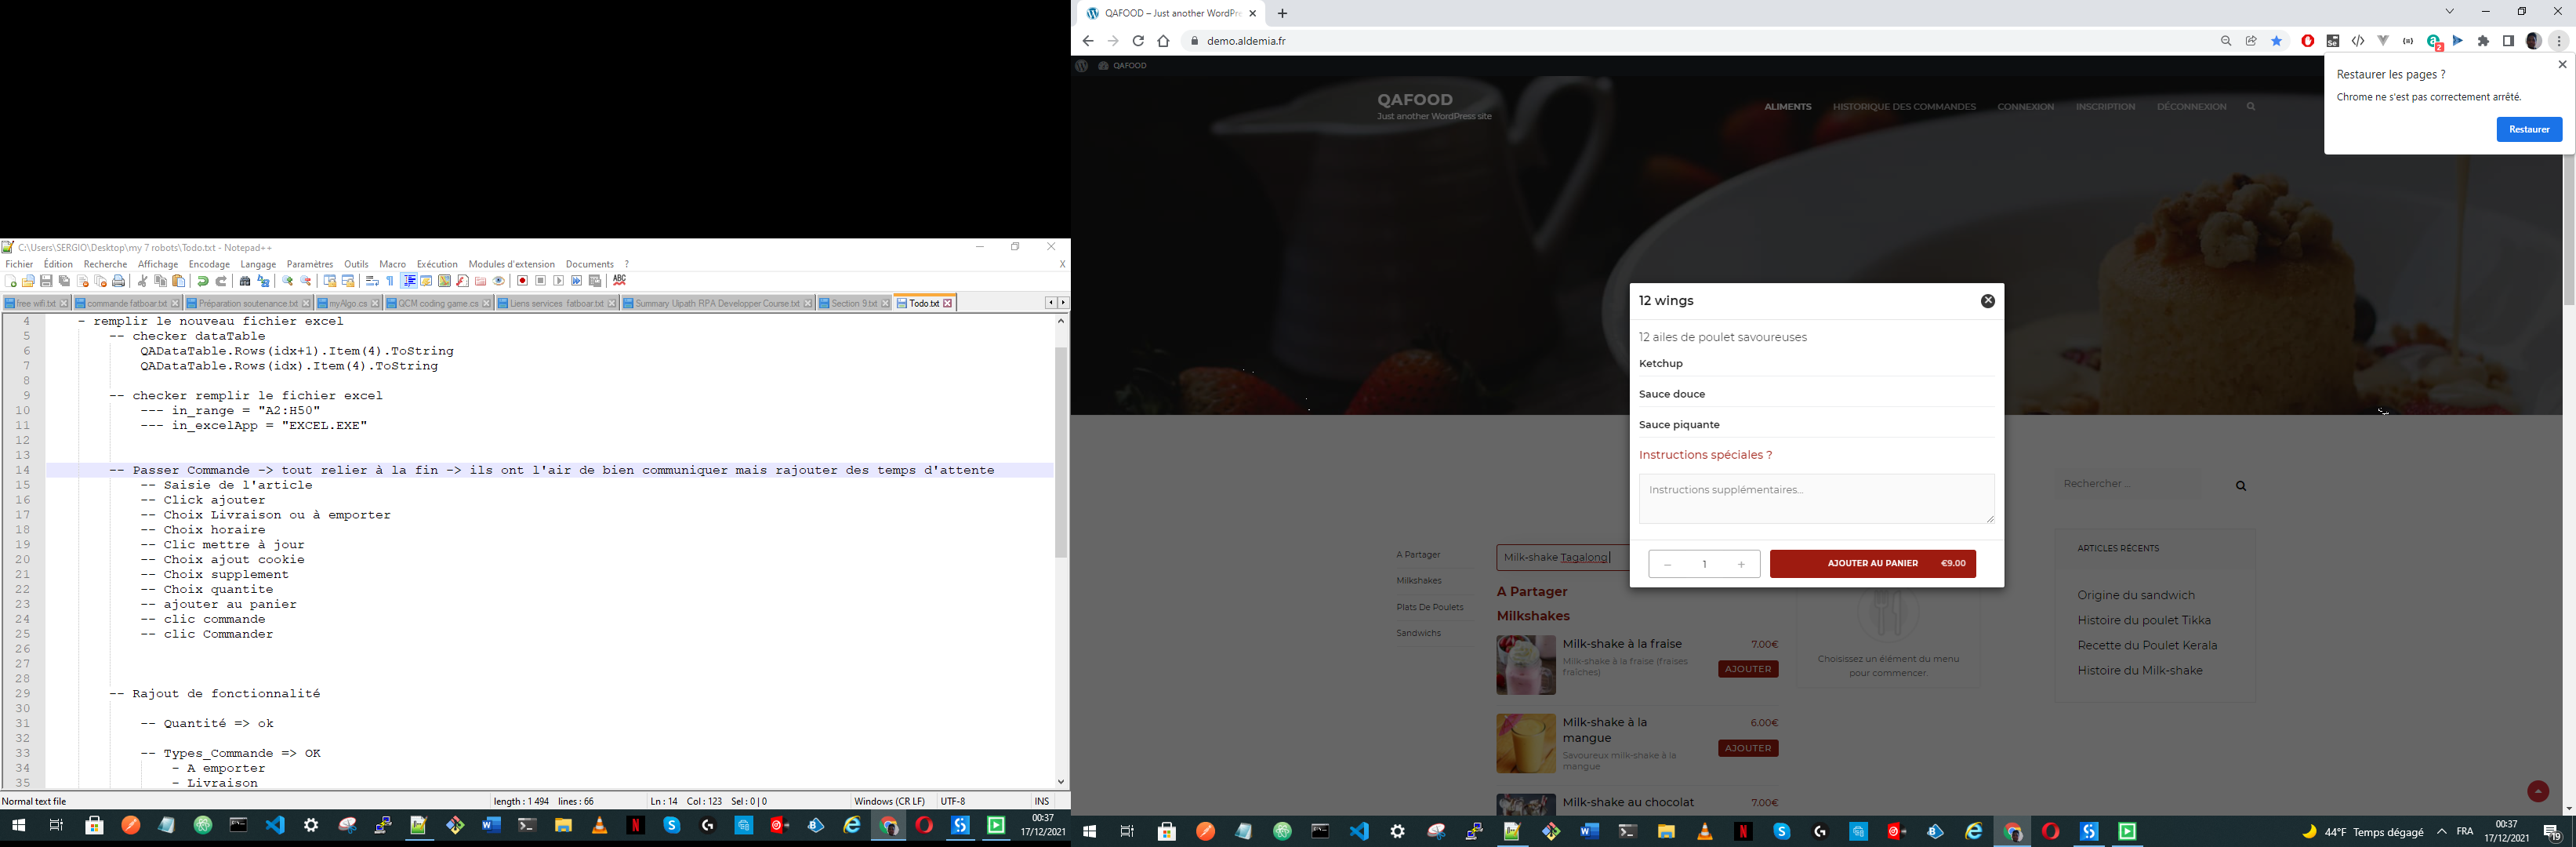 C:\Users\SERGIO\Desktop\my 7 robots\Todo.txt - Notepad++
Fichier Édition Recherche Affichage Encodage Langage Paramètres Outils Macro Exécution Modules d'extension Documents ? X
free wifi.txt commande fatboar.txt Préparation soutenance.txt myAlgo.cs QCM coding game.cs Liens services fatboar.txt Summary Uipath RPA Developper Course.txt Section 9.txt Todo.txt
4 - remplir le nouveau fichier excel
5 -- checker dataTable
6 QADataTable.Rows(idx+1).Item(4).ToString
7 QADataTable.Rows(idx).Item(4).ToString
8
9 -- checker remplir le fichier excel
10 --- in_range = "A2:H50"
11 --- in_excelApp = "EXCEL.EXE"
12
13
14 -- Passer Commande -> tout relier à la fin -> ils ont l'air de bien communiquer mais rajouter des temps d'attente
15 -- Saisie de l'article
16 -- Click ajouter
17 -- Choix Livraison ou à emporter
18 -- Choix horaire
19 -- Clic mettre à jour
20 -- Choix ajout cookie
21 -- Choix supplement
22 -- Choix quantite
23 -- ajouter au panier
24 -- clic commande
25 -- clic Commander
26
27
28
29 -- Rajout de fonctionnalité
30
31 -- Quantité => ok
32
33 -- Types_Commande => OK
34 - A emporter
35 - Livraison
Normal text file length : 1 494 lines : 66 Ln : 14 Col : 123 Sel : 0 | 0 Windows (CR LF) UTF-8 INS
00:37
17/12/2021
QAFOOD – Just another WordPre
demo.aldemia.fr
QAFOOD
Restaurer les pages ?
Chrome ne s'est pas correctement arrêté.
Restaurer
QAFOOD
Just another WordPress site
ALIMENTS HISTORIQUE DES COMMANDES CONNEXION INSCRIPTION DÉCONNEXION
12 wings
12 ailes de poulet savoureuses
Ketchup
Sauce douce
Sauce piquante
Instructions spéciales ?
Instructions supplémentaires...
– 1 + AJOUTER AU PANIER €9.00
A Partager
Milkshakes
Plats De Poulets
Sandwichs
Milk-shake Tagalong
A Partager
Milkshakes
Milk-shake à la fraise 7.00€
Milk-shake à la fraise (fraises fraîches)
AJOUTER
Milk-shake à la mangue 6.00€
Savoureux milk-shake à la mangue
AJOUTER
Milk-shake au chocolat 7.00€
Choisissez un élément du menu
pour commencer.
Rechercher …
ARTICLES RÉCENTS
Origine du sandwich
Histoire du poulet Tikka
Recette du Poulet Kerala
Histoire du Milk-shake
44°F Temps dégagé FRA 00:37
17/12/2021
19